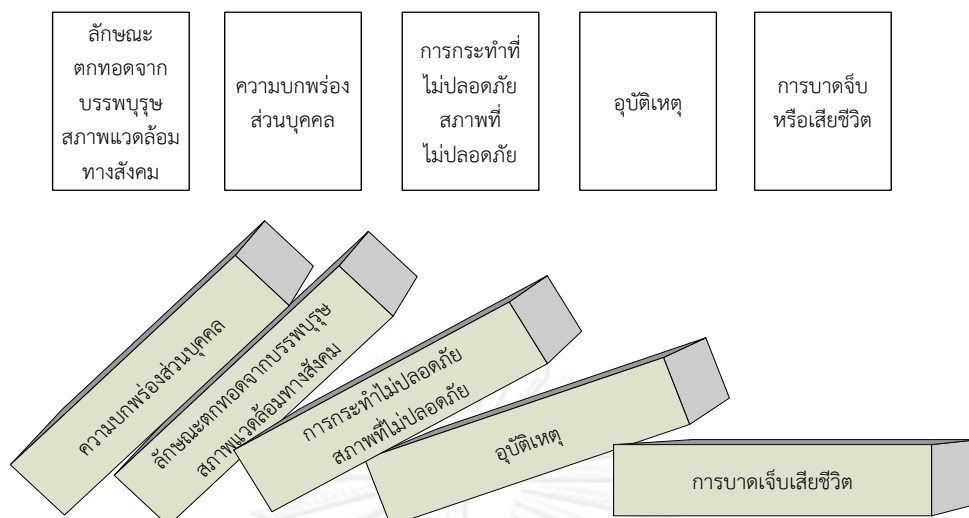 ลักษณะ
ตกทอดจาก
บรรพบุรุษ
สภาพแวดล้อม
ทางสังคม
ความบกพร่อง
ส่วนบุคคล
การกระทำที่
ไม่ปลอดภัย
สภาพที่
ไม่ปลอดภัย
อุบัติเหตุ
การบาดจ็บ
หรือเสียชีวิต
ความบกพร่องส่วนบุคคล
ลักษณะตกทอดจากบรรพบุรุษ
สภาพแวดล้อมทางสังคม
การกระทำไม่ปลอดภัย
สภาพที่ไม่ปลอดภัย
อุบัติเหตุ
การบาดเจ็บเสียชีวิต